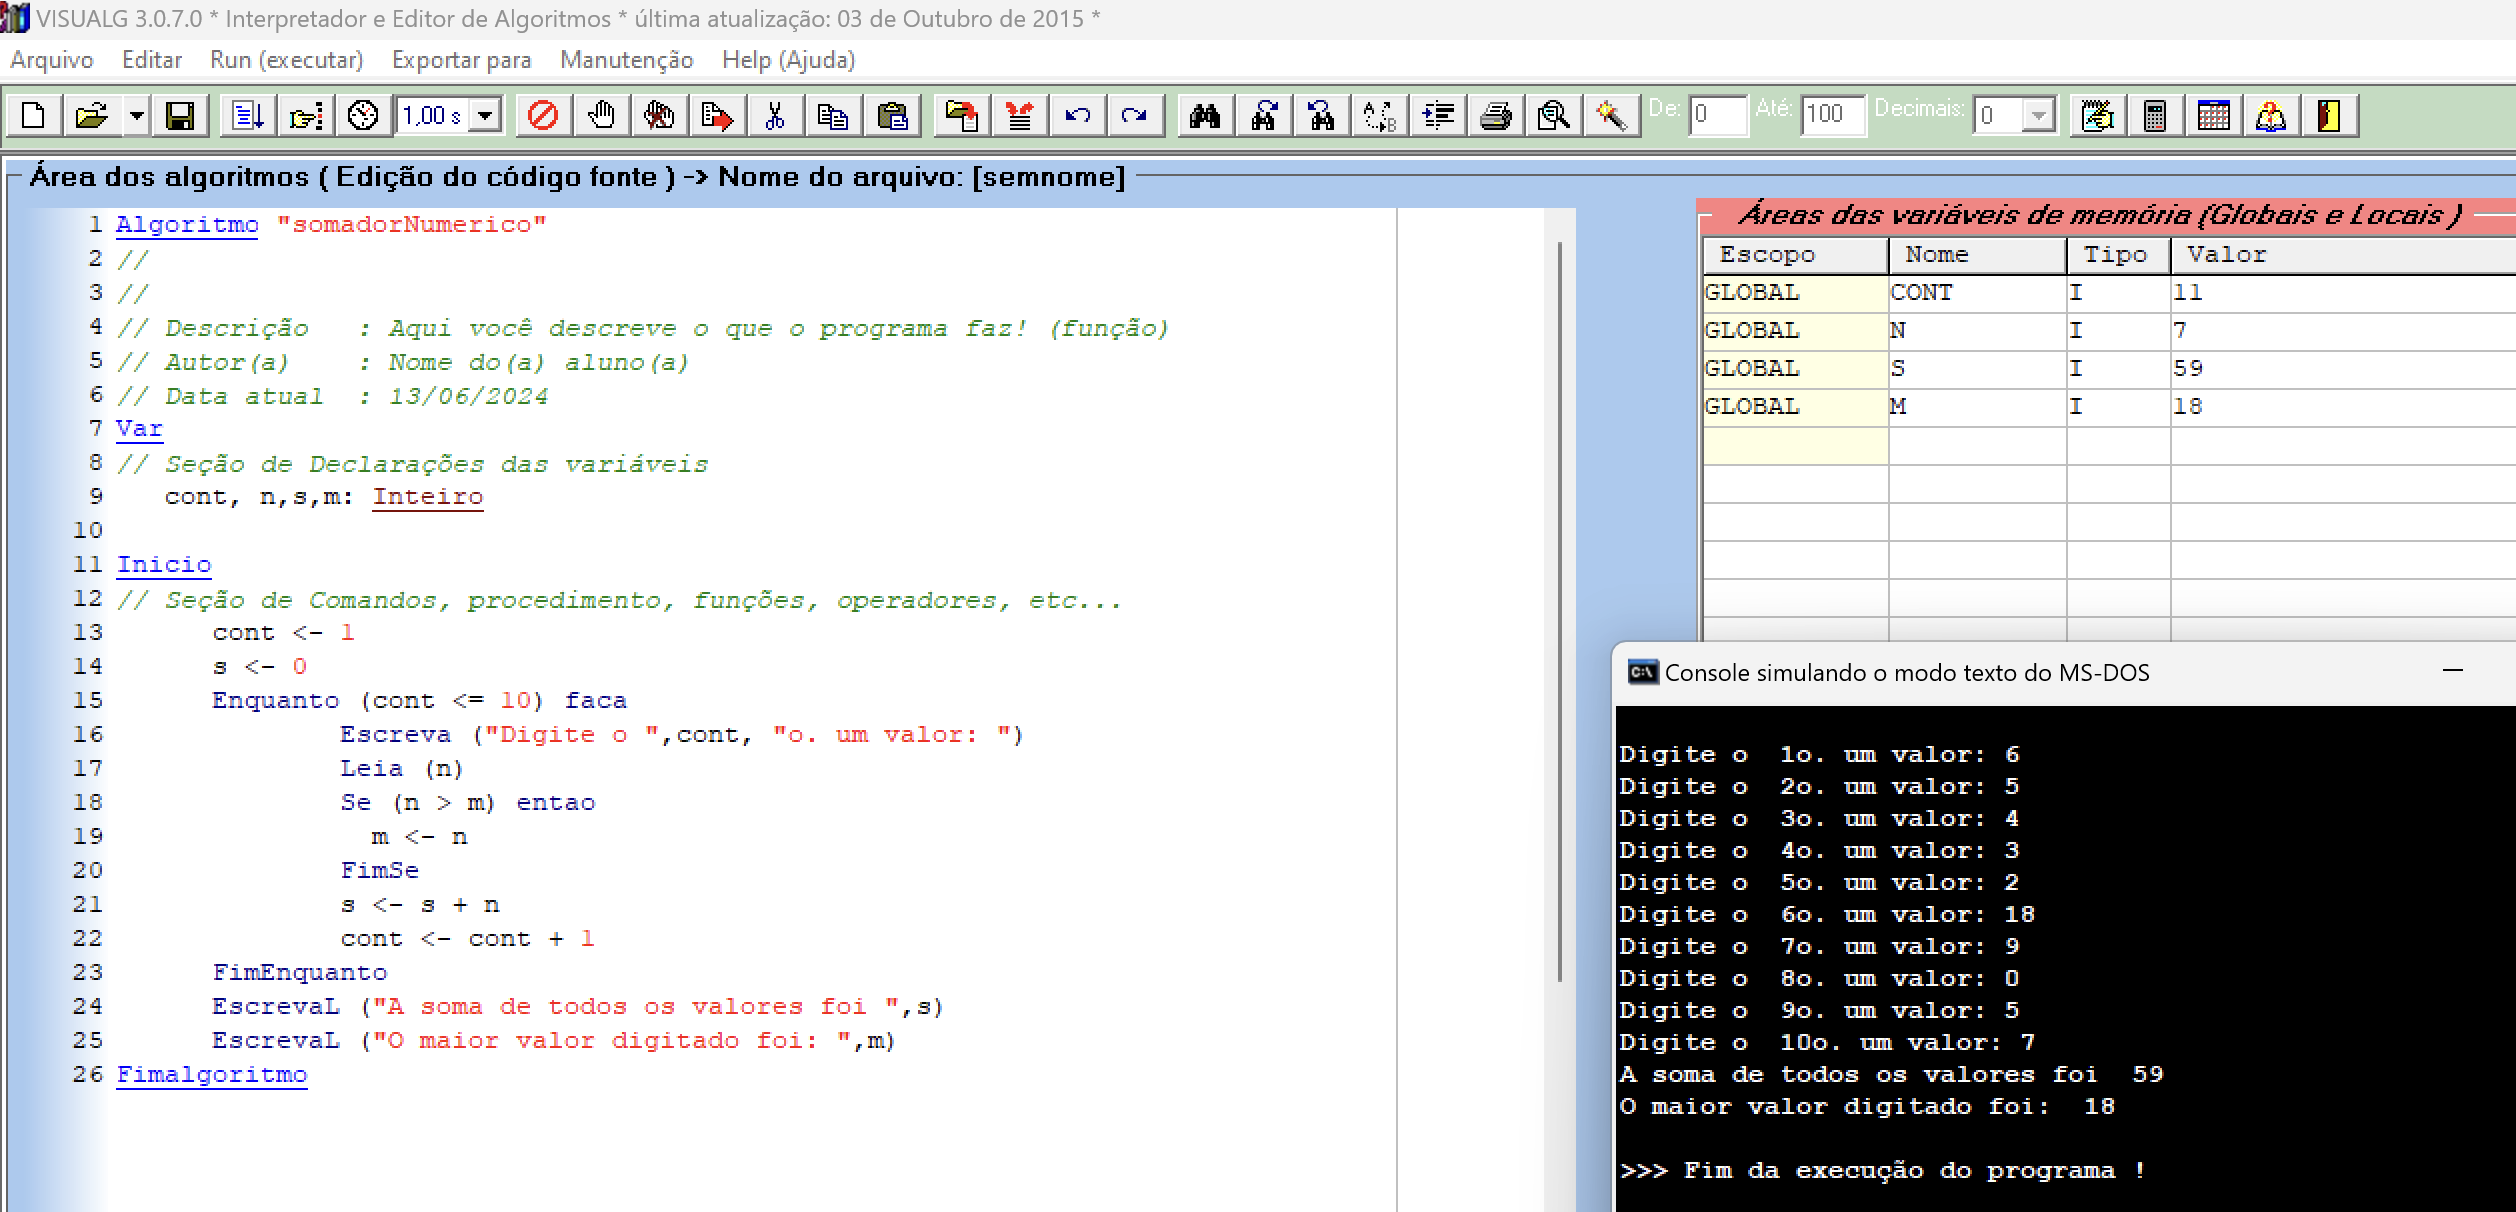 VISUALG 3.0.7.0 * Interpretador e Editor de Algoritmos * última atualização: 03 de Outubro de 2015 *
Arquivo Editar Run (executar) Exportar para Manutenção Help (Ajuda)
1,00 s De: 0 Até: 100 Decimais: 0
Área dos algoritmos ( Edição do código fonte ) -> Nome do arquivo: [semnome]
1 Algoritmo "somadorNumerico"
2 //
3 //
4 // Descrição   : Aqui você descreve o que o programa faz! (função)
5 // Autor(a)    : Nome do(a) aluno(a)
6 // Data atual  : 13/06/2024
7 Var
8 // Seção de Declarações das variáveis
9    cont, n,s,m: Inteiro
10
11 Inicio
12 // Seção de Comandos, procedimento, funções, operadores, etc...
13       cont <- 1
14       s <- 0
15       Enquanto (cont <= 10) faca
16               Escreva ("Digite o ",cont, "o. um valor: ")
17               Leia (n)
18               Se (n > m) entao
19                 m <- n
20               FimSe
21               s <- s + n
22               cont <- cont + 1
23       FimEnquanto
24       EscrevaL ("A soma de todos os valores foi ",s)
25       EscrevaL ("O maior valor digitado foi: ",m)
26 Fimalgoritmo
Áreas das variáveis de memória (Globais e Locais )
Escopo Nome Tipo Valor
GLOBAL CONT I 11
GLOBAL N I 7
GLOBAL S I 59
GLOBAL M I 18
Console simulando o modo texto do MS-DOS
Digite o  1o. um valor: 6
Digite o  2o. um valor: 5
Digite o  3o. um valor: 4
Digite o  4o. um valor: 3
Digite o  5o. um valor: 2
Digite o  6o. um valor: 18
Digite o  7o. um valor: 9
Digite o  8o. um valor: 0
Digite o  9o. um valor: 5
Digite o  10o. um valor: 7
A soma de todos os valores foi  59
O maior valor digitado foi:  18
>>> Fim da execução do programa !